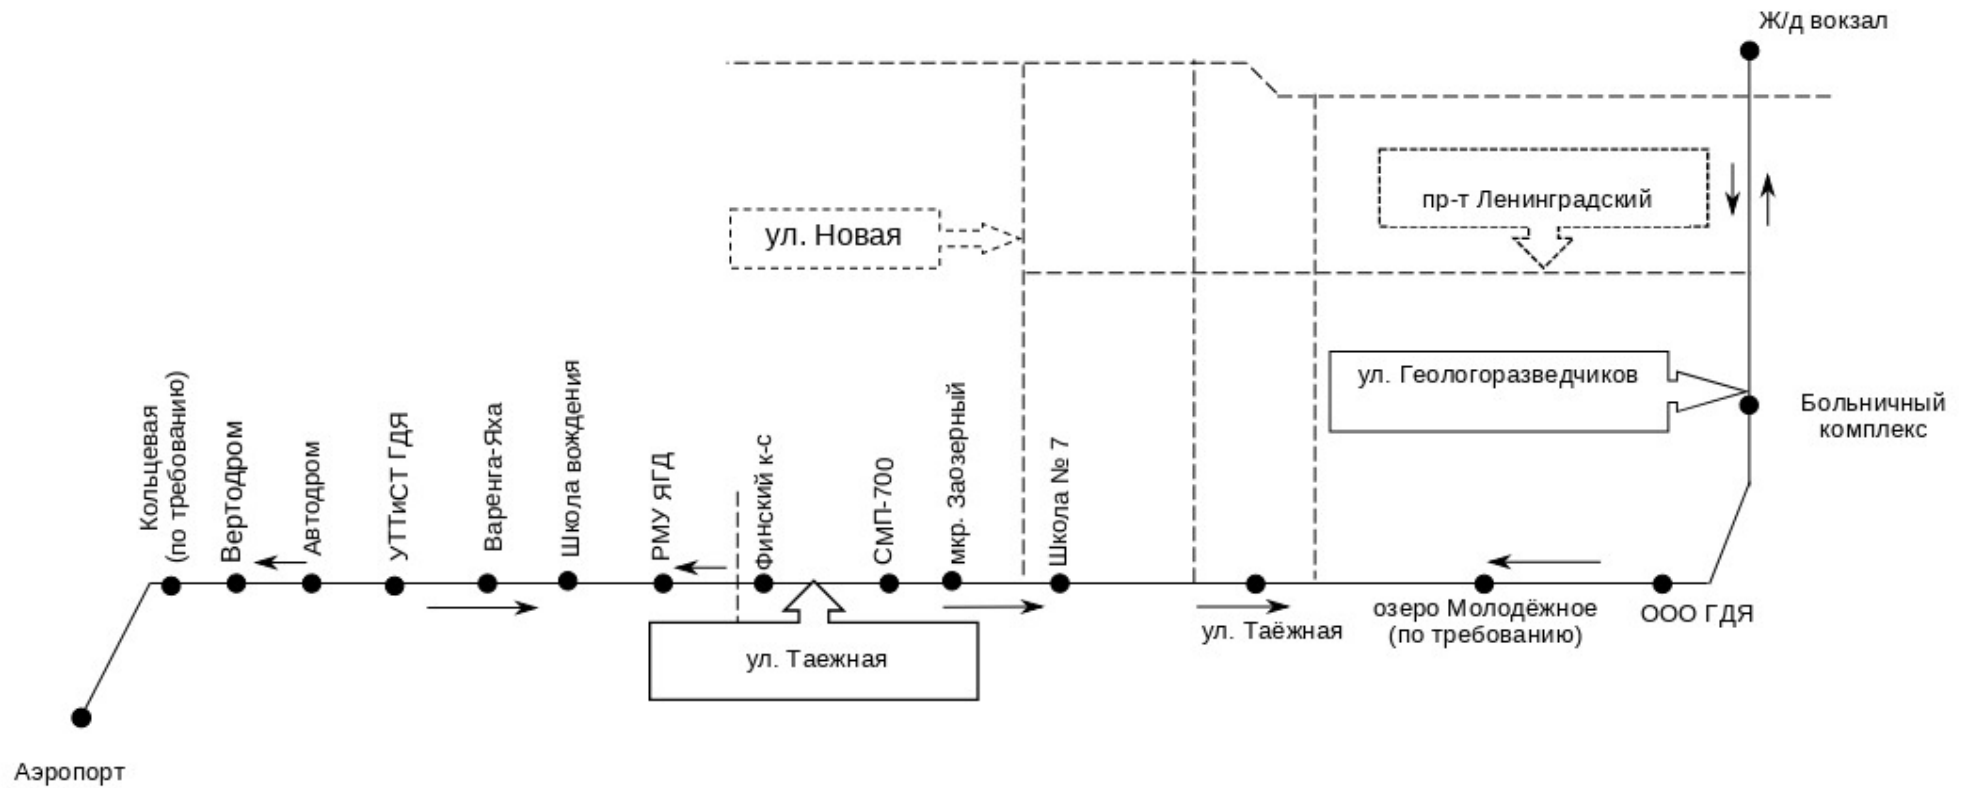 Ж/д вокзал
пр-т Ленинградский
ул. Новая
ул. Геологоразведчиков
Больничный
комплекс
Кольцевая
(по требованию)
Вертодром
Автодром
УТТиСТ ГДЯ
Варенга-Яха
Школа вождения
РМУ ЯГД
Финский к-с
СМП-700
мкр. Заозерный
Школа № 7
ул. Таёжная
озеро Молодёжное
(по требованию)
ООО ГДЯ
ул. Таежная
Аэропорт